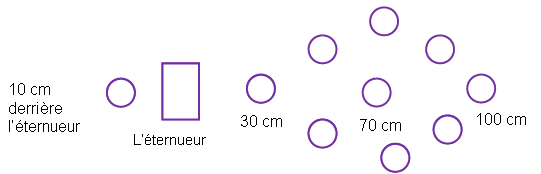 10 cm
derrière
l'éternueur
L'éternueur
30 cm
70 cm
100 cm